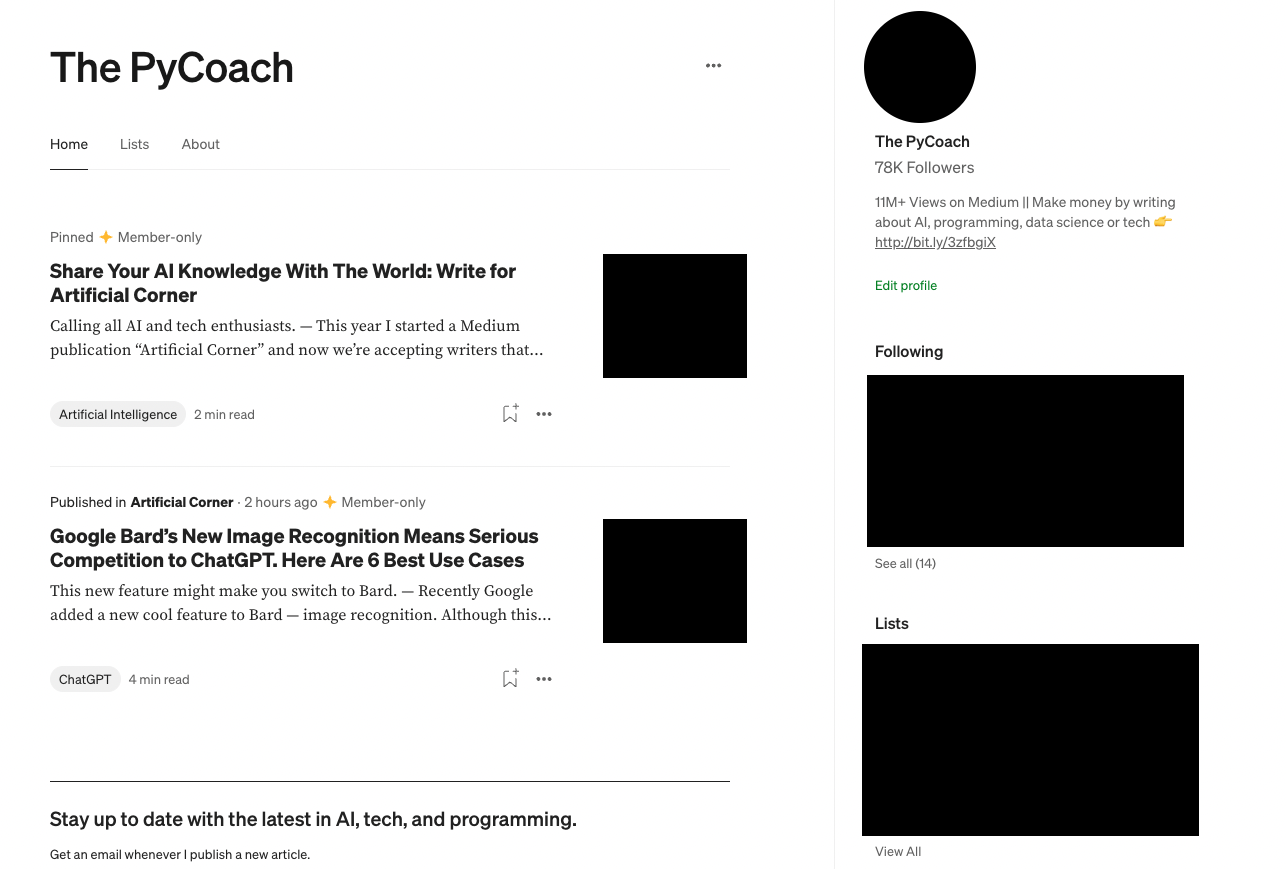 The PyCoach
Home Lists About
Pinned Member-only
Share Your AI Knowledge With The World: Write for
Artificial Corner
Calling all AI and tech enthusiasts. — This year I started a Medium
publication “Artificial Corner” and now we’re accepting writers that…
Artificial Intelligence 2 min read
Published in Artificial Corner · 2 hours ago Member-only
Google Bard’s New Image Recognition Means Serious
Competition to ChatGPT. Here Are 6 Best Use Cases
This new feature might make you switch to Bard. — Recently Google
added a new cool feature to Bard — image recognition. Although this…
ChatGPT 4 min read
Stay up to date with the latest in AI, tech, and programming.
Get an email whenever I publish a new article.
The PyCoach
78K Followers
11M+ Views on Medium || Make money by writing
about AI, programming, data science or tech 👉
http://bit.ly/3zfbgiX
Edit profile
Following
See all (14)
Lists
View All